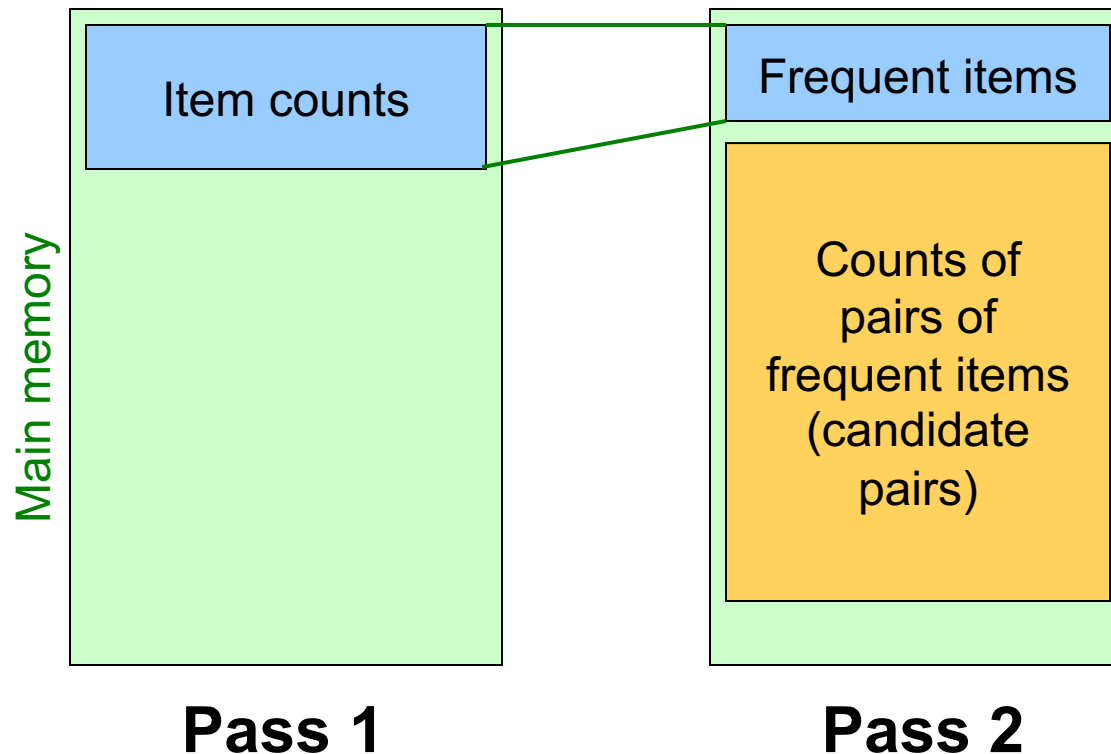 Main memory
Item counts
Frequent items
Counts of
pairs of
frequent items
(candidate
pairs)
Pass 1
Pass 2